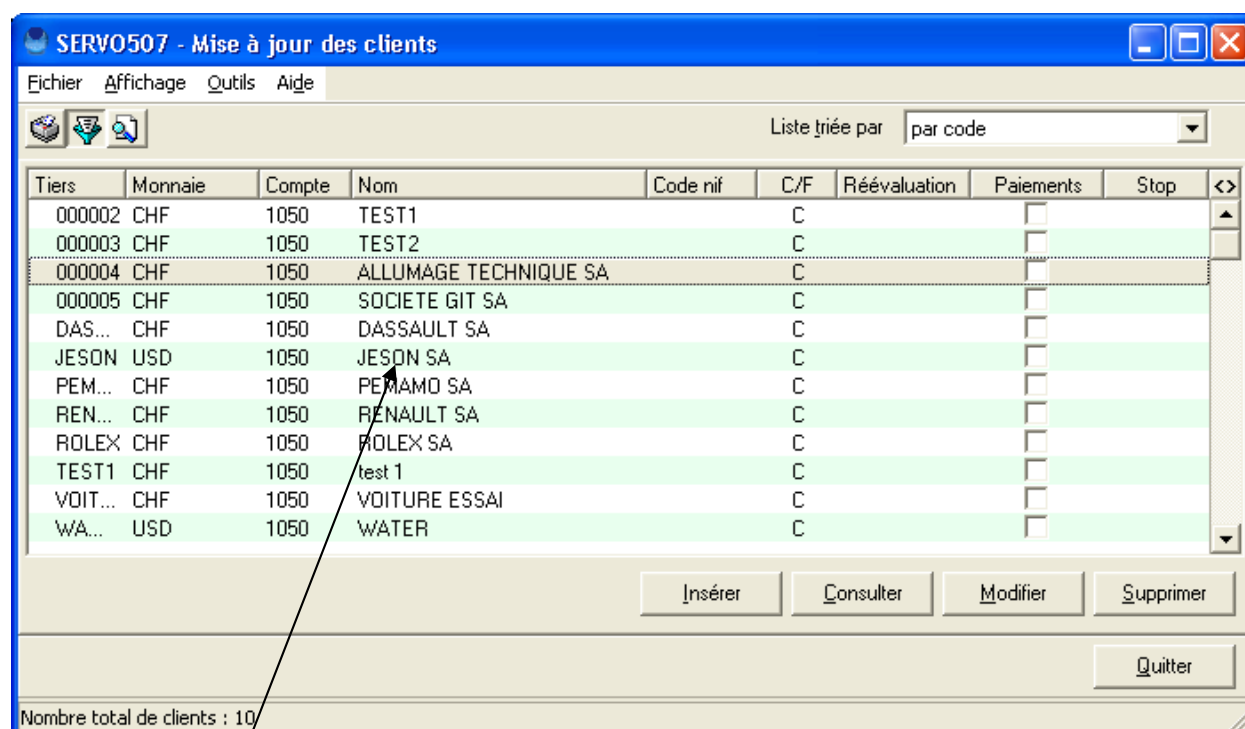 SERVO507 - Mise à jour des clients
Fichier Affichage Outils Aide
Liste triée par par code
Tiers Monnaie Compte Nom Code nif C/F Réévaluation Paiements Stop <>
000002 CHF 1050 TEST1 C
000003 CHF 1050 TEST2 C
000004 CHF 1050 ALLUMAGE TECHNIQUE SA C
000005 CHF 1050 SOCIETE GIT SA C
DAS... CHF 1050 DASSAULT SA C
JESON USD 1050 JESON SA C
PEM... CHF 1050 PEMAMO SA C
REN... CHF 1050 RENAULT SA C
ROLEX CHF 1050 ROLEX SA C
TEST1 CHF 1050 test 1 C
VOIT... CHF 1050 VOITURE ESSAI C
WA... USD 1050 WATER C
Insérer Consulter Modifier Supprimer
Quitter
Nombre total de clients : 10